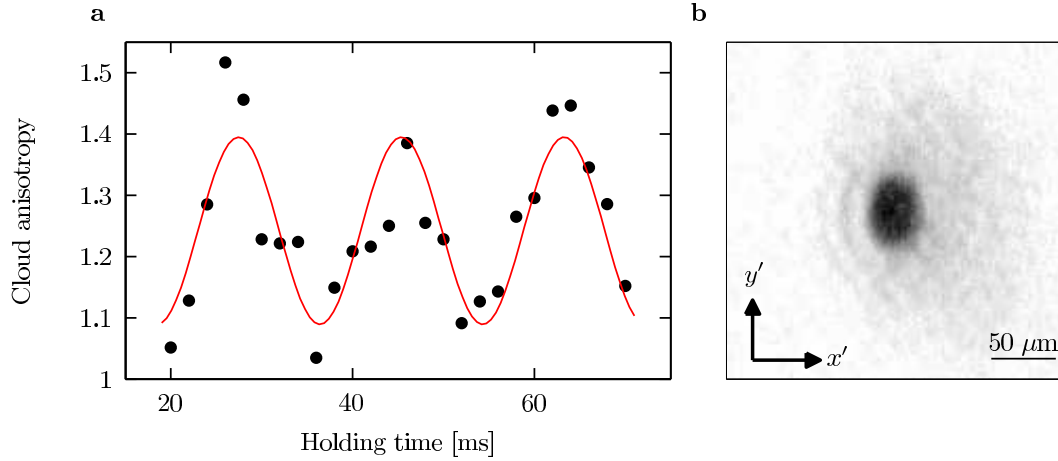 a
b
Cloud anisotropy
1.5
1.4
1.3
1.2
1.1
1
20
40
60
Holding time [ms]
y′
x′
50 μm